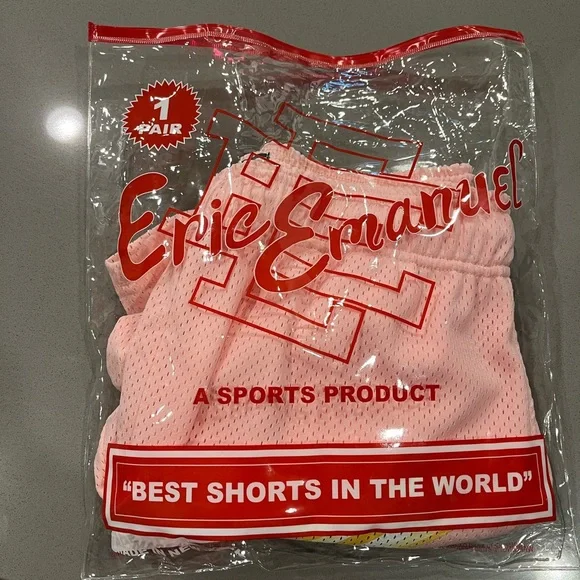 1
PAIR
Eric Emanuel
A SPORTS PRODUCT
"BEST SHORTS IN THE WORLD"